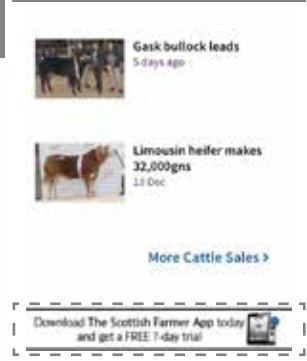 Gask bullock leads
5 days ago
Limousin heifer makes
32,000gns
13 Dec
More Cattle Sales >
Download The Scottish Farmer App today
and get a FREE 7-day trial